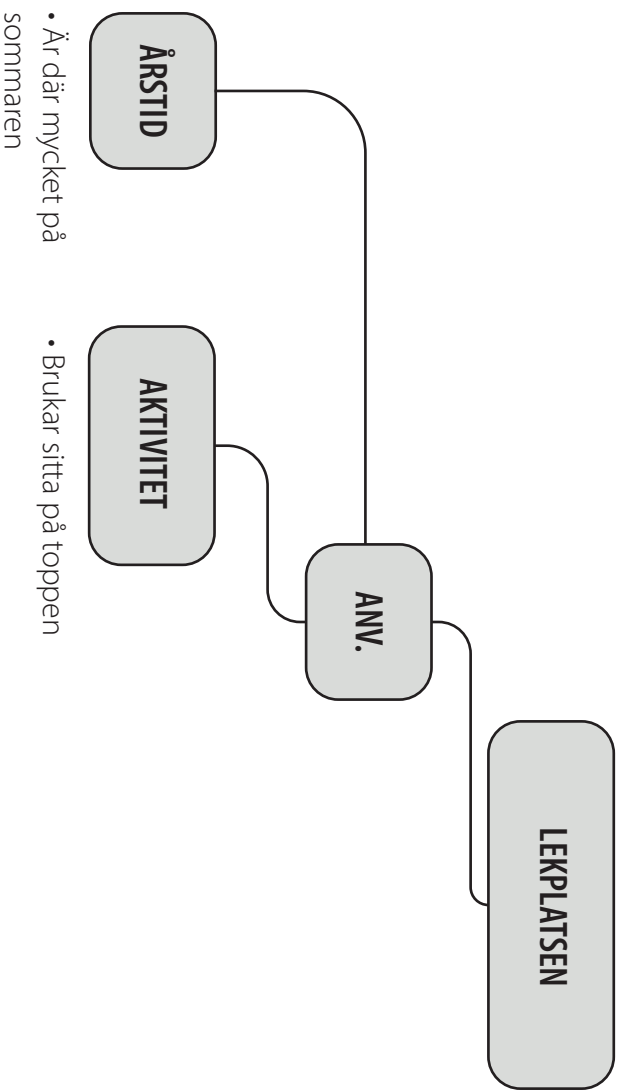 LEKPLATSEN
ANV.
ÅRSTID
AKTIVITET
• Är där mycket på
sommaren
• Brukar sitta på toppen